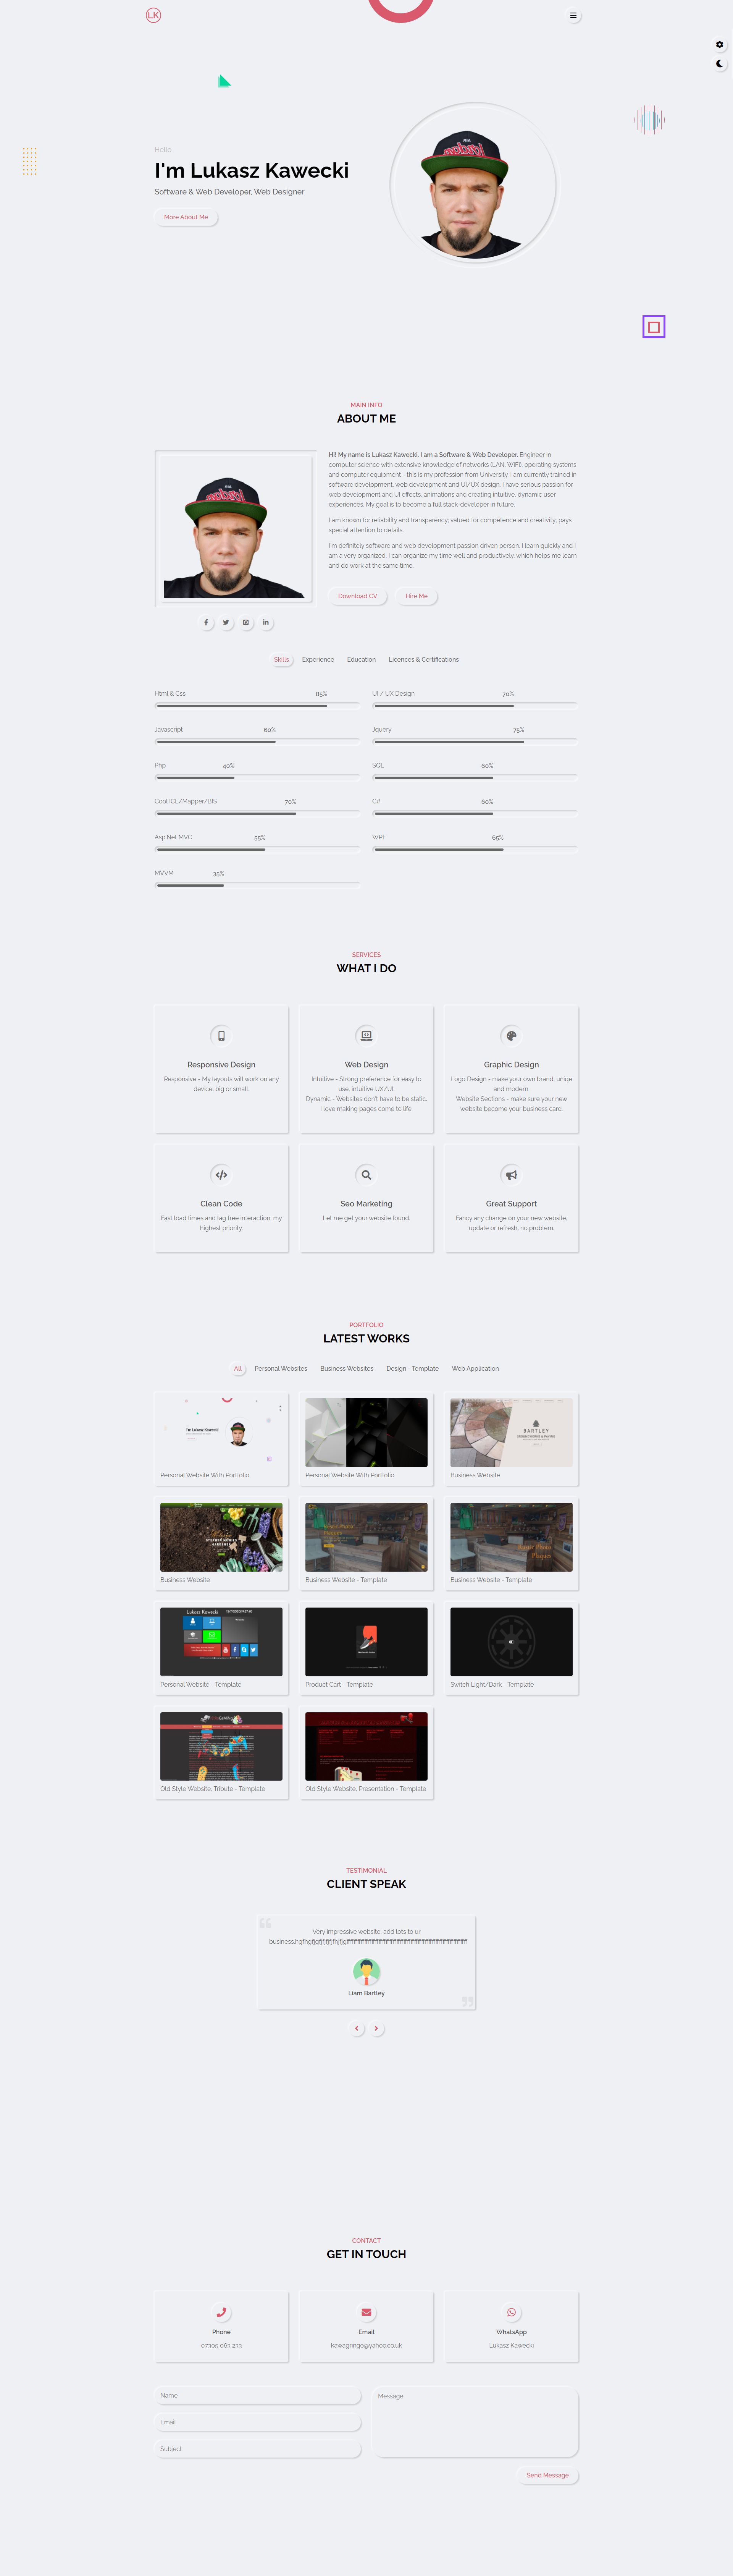 LK
Hello
I'm Lukasz Kawecki
Software & Web Developer, Web Designer
More About Me
MAIN INFO
ABOUT ME
Hi! My name is Lukasz Kawecki. I am a Software & Web Developer. Engineer in
computer science with extensive knowledge of networks (LAN, WiFi), operating systems
and computer equipment - this is my profession from University. I am currently trained in
software development, web development and UI/UX design. I have serious passion for
web development and UI effects, animations and creating intuitive, dynamic user
experiences. My goal is to become a full stack-developer in future.
I am known for reliability and transparency; valued for competence and creativity; pays
special attention to details.
I'm definitely software and web development passion driven person. I learn quickly and I
am a very organized, I can organize my time well and productively, which helps me learn
and do work at the same time.
Download CV
Hire Me
Skills
Experience
Education
Licences & Certifications
Html & Css 85%
UI / UX Design 70%
Javascript 60%
Jquery 75%
Php 40%
SQL 60%
Cool ICE/Mapper/BIS 70%
C# 60%
Asp.Net MVC 55%
WPF 65%
MVVM 35%
SERVICES
WHAT I DO
Responsive Design
Responsive - My layouts will work on any
device, big or small.
Web Design
Intuitive - Strong preference for easy to
use, intuitive UX/UI.
Dynamic - Websites don't have to be static,
I love making pages come to life.
Graphic Design
Logo Design - make your own brand, uniqe
and modern.
Website Sections - make sure your new
website become your business card.
Clean Code
Fast load times and lag free interaction, my
highest priority.
Seo Marketing
Let me get your website found.
Great Support
Fancy any change on your new website,
update or refresh, no problem.
PORTFOLIO
LATEST WORKS
All
Personal Websites
Business Websites
Design - Template
Web Application
I'm Lukasz Kawecki
Personal Website With Portfolio
Personal Website With Portfolio
BARTLEY
Business Website
Business Website
Business Website - Template
Business Website - Template
Lukasz Kawecki
Personal Website - Template
Product Cart - Template
Switch Light/Dark - Template
Old Style Website, Tribute - Template
Old Style Website, Presentation - Template
TESTIMONIAL
CLIENT SPEAK
Very impressive website, add lots to ur
Liam Bartley
CONTACT
GET IN TOUCH
Phone
07305 063 233
Email
kawagringo@yahoo.co.uk
WhatsApp
Lukasz Kawecki
Name
Message
Email
Subject
Send Message